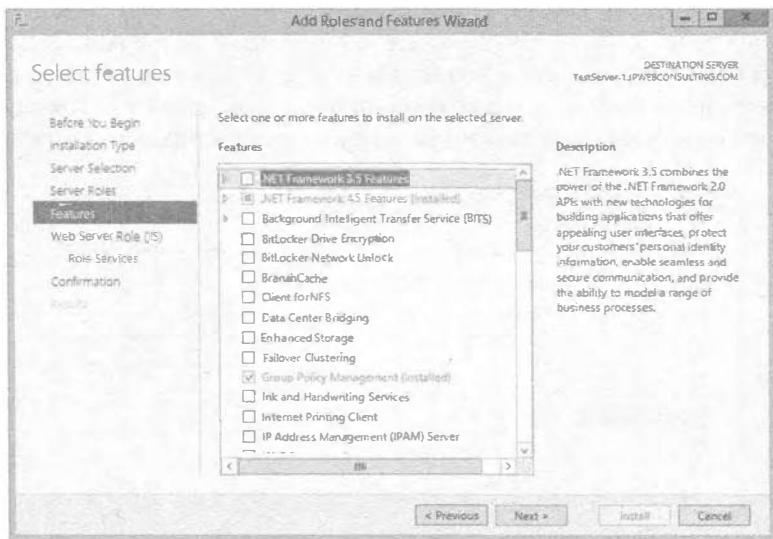 Add Roles and Features Wizard
Select features
DESTINATION SERVER
TestServer-1.JPWEBCONSULTING.COM
Before You Begin
Installation Type
Server Selection
Server Roles
Features
Web Server Role (IIS)
Role Services
Confirmation
Results
Select one or more features to install on the selected server.
Features
.NET Framework 3.5 Features
.NET Framework 4.5 Features (Installed)
Background Intelligent Transfer Service (BITS)
BitLocker Drive Encryption
BitLocker Network Unlock
BranchCache
Client for NFS
Data Center Bridging
Enhanced Storage
Failover Clustering
Group Policy Management (Installed)
Ink and Handwriting Services
Internet Printing Client
IP Address Management (IPAM) Server
Description
.NET Framework 3.5 combines the
power of the .NET Framework 2.0
APIs with new technologies for
building applications that offer
appealing user interfaces, protect
your customers' personal identity
information, enable seamless and
secure communication, and provide
the ability to model a range of
business processes.
< Previous
Next >
Install
Cancel